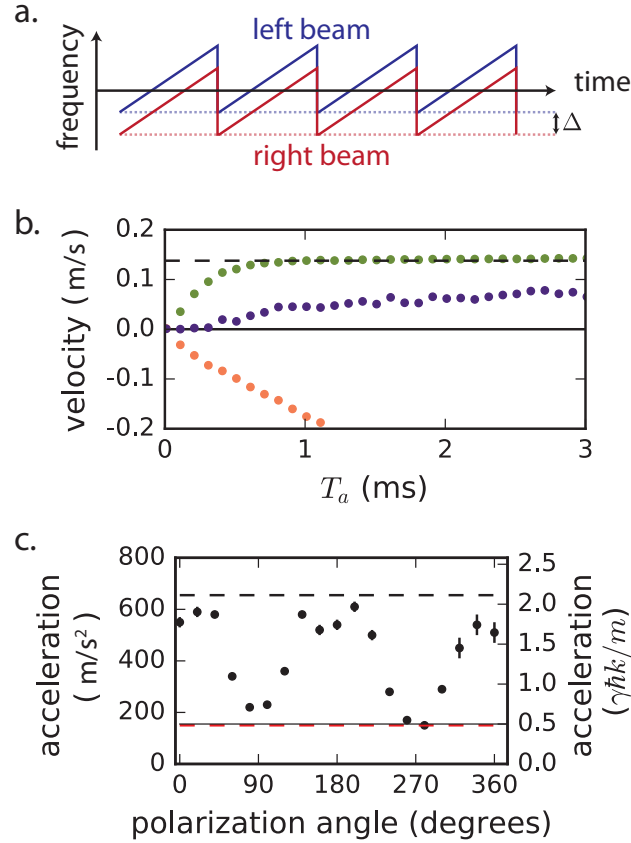 a.
left beam
frequency
time
Δ
right beam
b.
velocity (m/s)
0.2
0.1
0.0
-0.1
-0.2
0 1 2 3
T_a (ms)
c.
acceleration
(m/s²)
800
600
400
200
0
2.5
2.0
1.5
1.0
0.5
0.0
acceleration
(γℏk/m)
0 90 180 270 360
polarization angle (degrees)